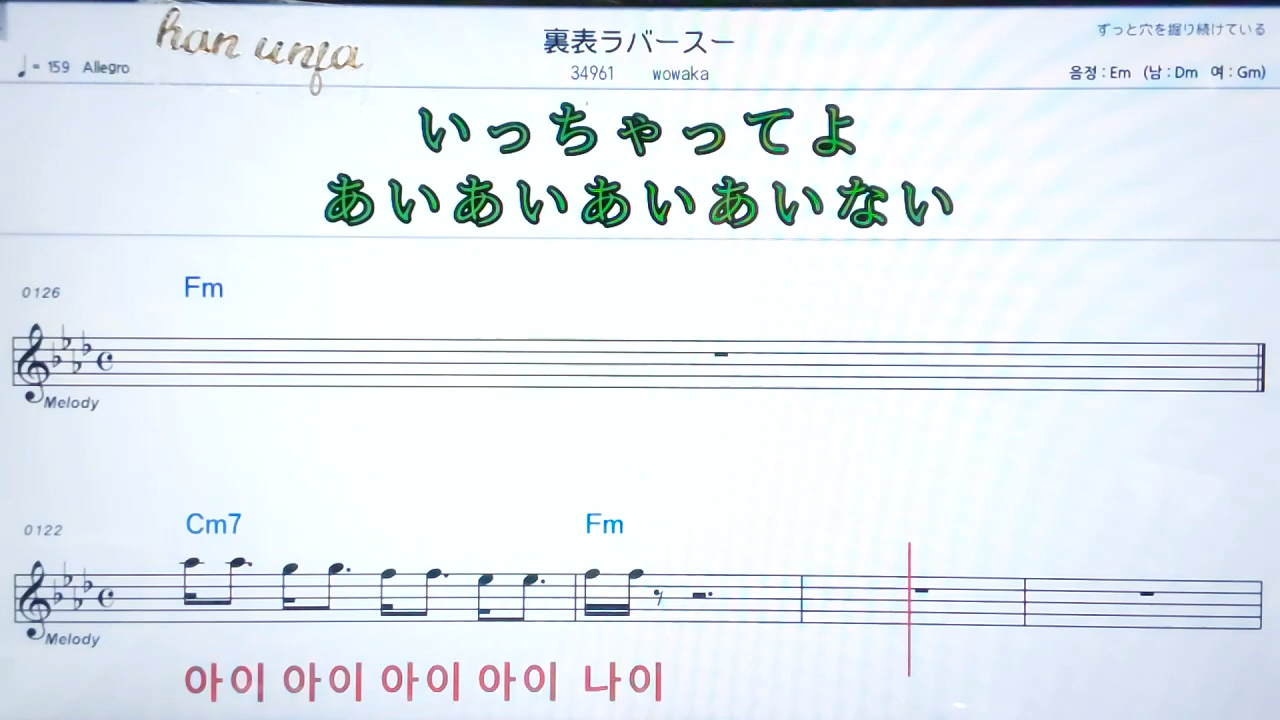 han unja
裏表ラバースー
ずっと穴を掘り続けている
♩= 159 Allegro
34961 wowaka
음정 : Em (남 : Dm 여 : Gm)
いっちゃってよ
あいあいあいあいない
0126
Fm
Melody
0122
Cm7 Fm
Melody
아이 아이 아이 아이 나이